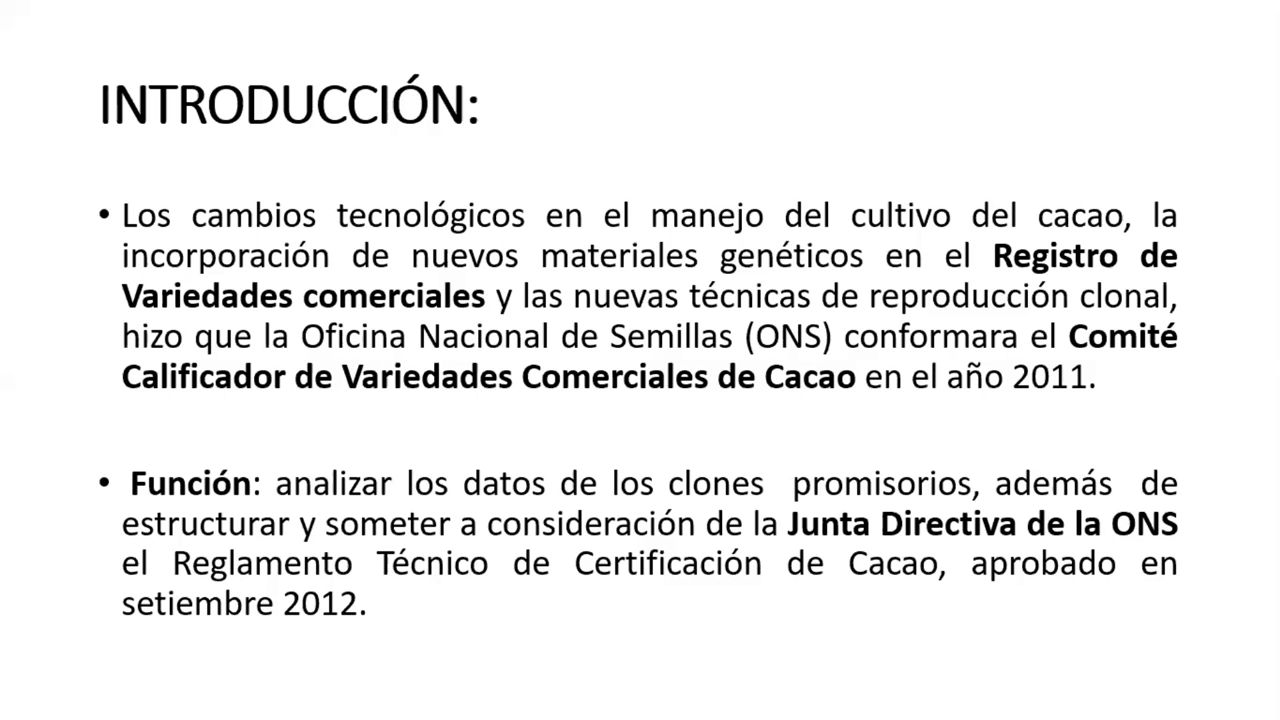 INTRODUCCIÓN:
• Los cambios tecnológicos en el manejo del cultivo del cacao, la
incorporación de nuevos materiales genéticos en el Registro de
Variedades comerciales y las nuevas técnicas de reproducción clonal,
hizo que la Oficina Nacional de Semillas (ONS) conformara el Comité
Calificador de Variedades Comerciales de Cacao en el año 2011.
• Función: analizar los datos de los clones promisorios, además de
estructurar y someter a consideración de la Junta Directiva de la ONS
el Reglamento Técnico de Certificación de Cacao, aprobado en
setiembre 2012.